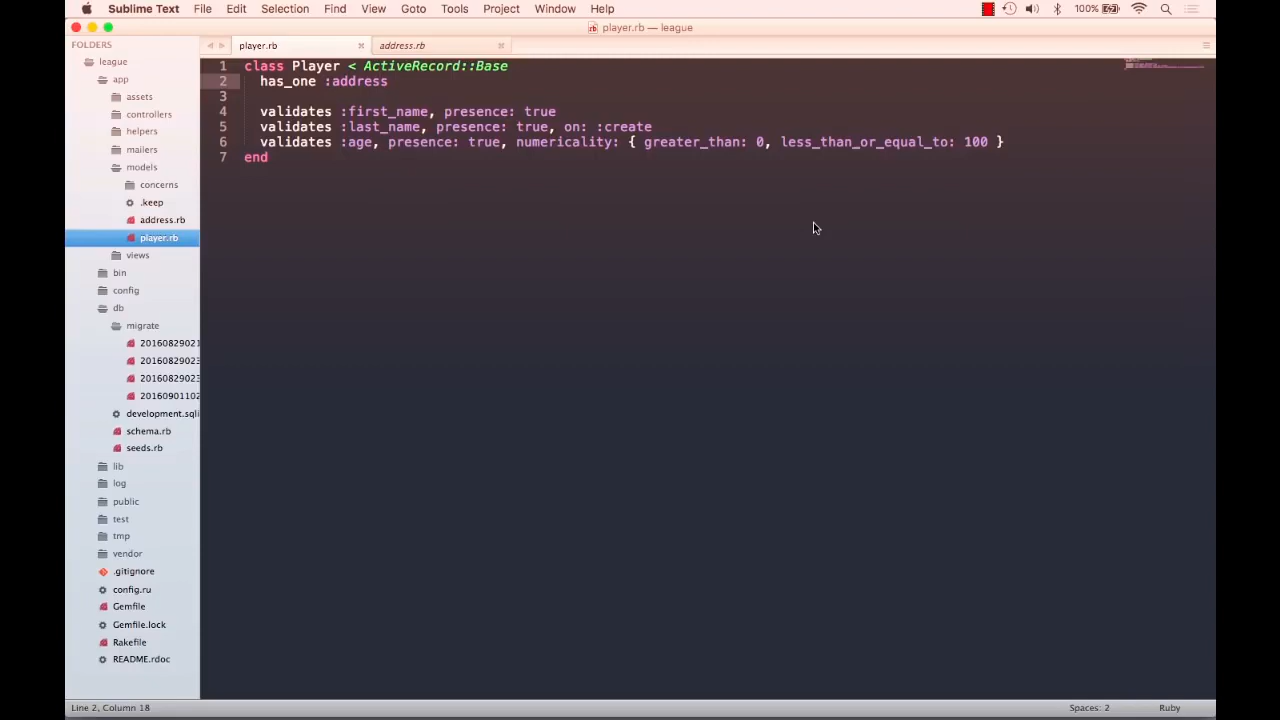 Sublime Text File Edit Selection Find View Goto Tools Project Window Help 100%
player.rb — league
FOLDERS
league
app
assets
controllers
helpers
mailers
models
concerns
.keep
address.rb
player.rb
views
bin
config
db
migrate
2016082902
2016082902
2016082902
2016090110
development.sqli
schema.rb
seeds.rb
lib
log
public
test
tmp
vendor
.gitignore
config.ru
Gemfile
Gemfile.lock
Rakefile
README.rdoc
player.rb address.rb
1 class Player < ActiveRecord::Base
2 has_one :address
3
4 validates :first_name, presence: true
5 validates :last_name, presence: true, on: :create
6 validates :age, presence: true, numericality: { greater_than: 0, less_than_or_equal_to: 100 }
7 end
Line 2, Column 18 Spaces: 2 Ruby